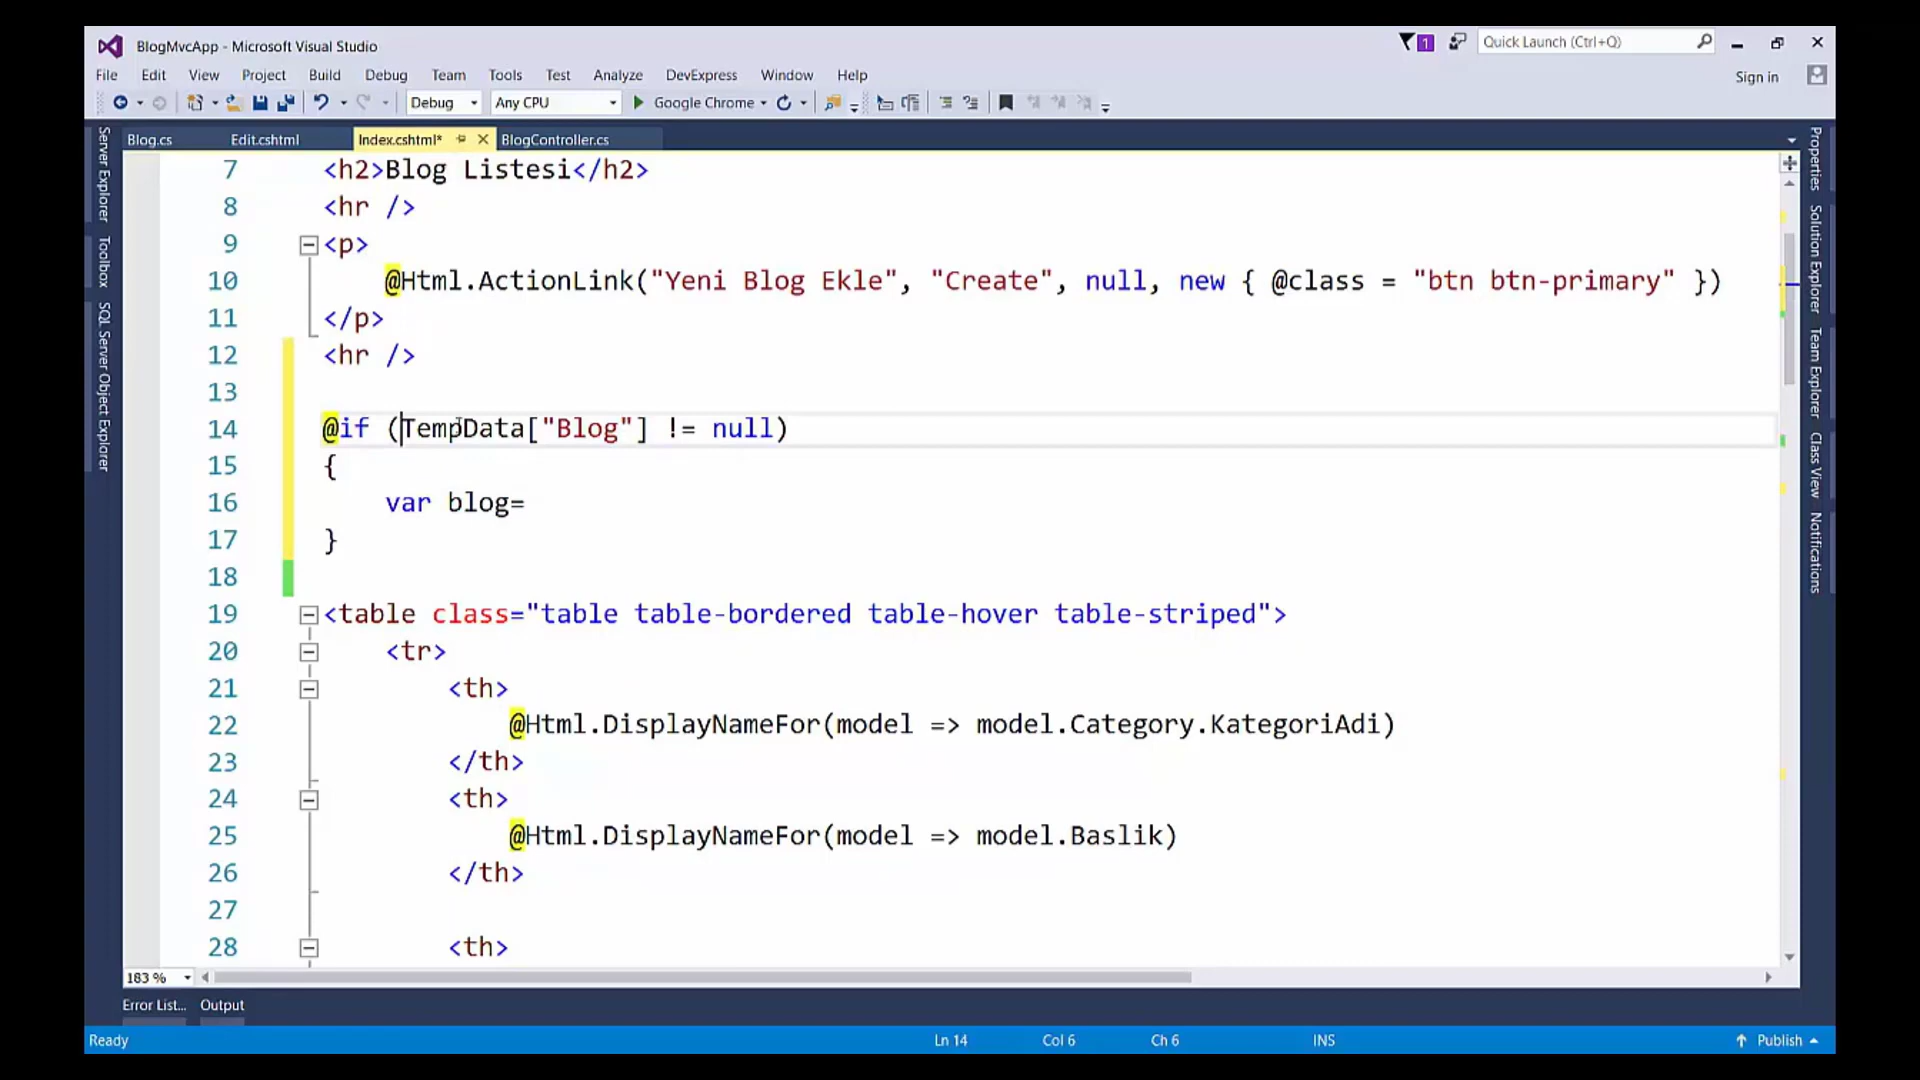 BlogMvcApp - Microsoft Visual Studio
1
Quick Launch (Ctrl+Q)
File Edit View Project Build Debug Team Tools Test Analyze DevExpress Window Help
Sign in
Debug Any CPU Google Chrome
Blog.cs Edit.cshtml Index.cshtml* BlogController.cs
Server Explorer
Toolbox
SQL Server Object Explorer
7 <h2>Blog Listesi</h2>
8 <hr />
9 <p>
10 @Html.ActionLink("Yeni Blog Ekle", "Create", null, new { @class = "btn btn-primary" })
11 </p>
12 <hr />
13
14 @if (TempData["Blog"] != null)
15 {
16 var blog=
17 }
18
19 <table class="table table-bordered table-hover table-striped">
20 <tr>
21 <th>
22 @Html.DisplayNameFor(model => model.Category.KategoriAdi)
23 </th>
24 <th>
25 @Html.DisplayNameFor(model => model.Baslik)
26 </th>
27
28 <th>
Properties
Solution Explorer
Team Explorer
Class View
Notifications
183 %
Error List... Output
Ready Ln 14 Col 6 Ch 6 INS Publish